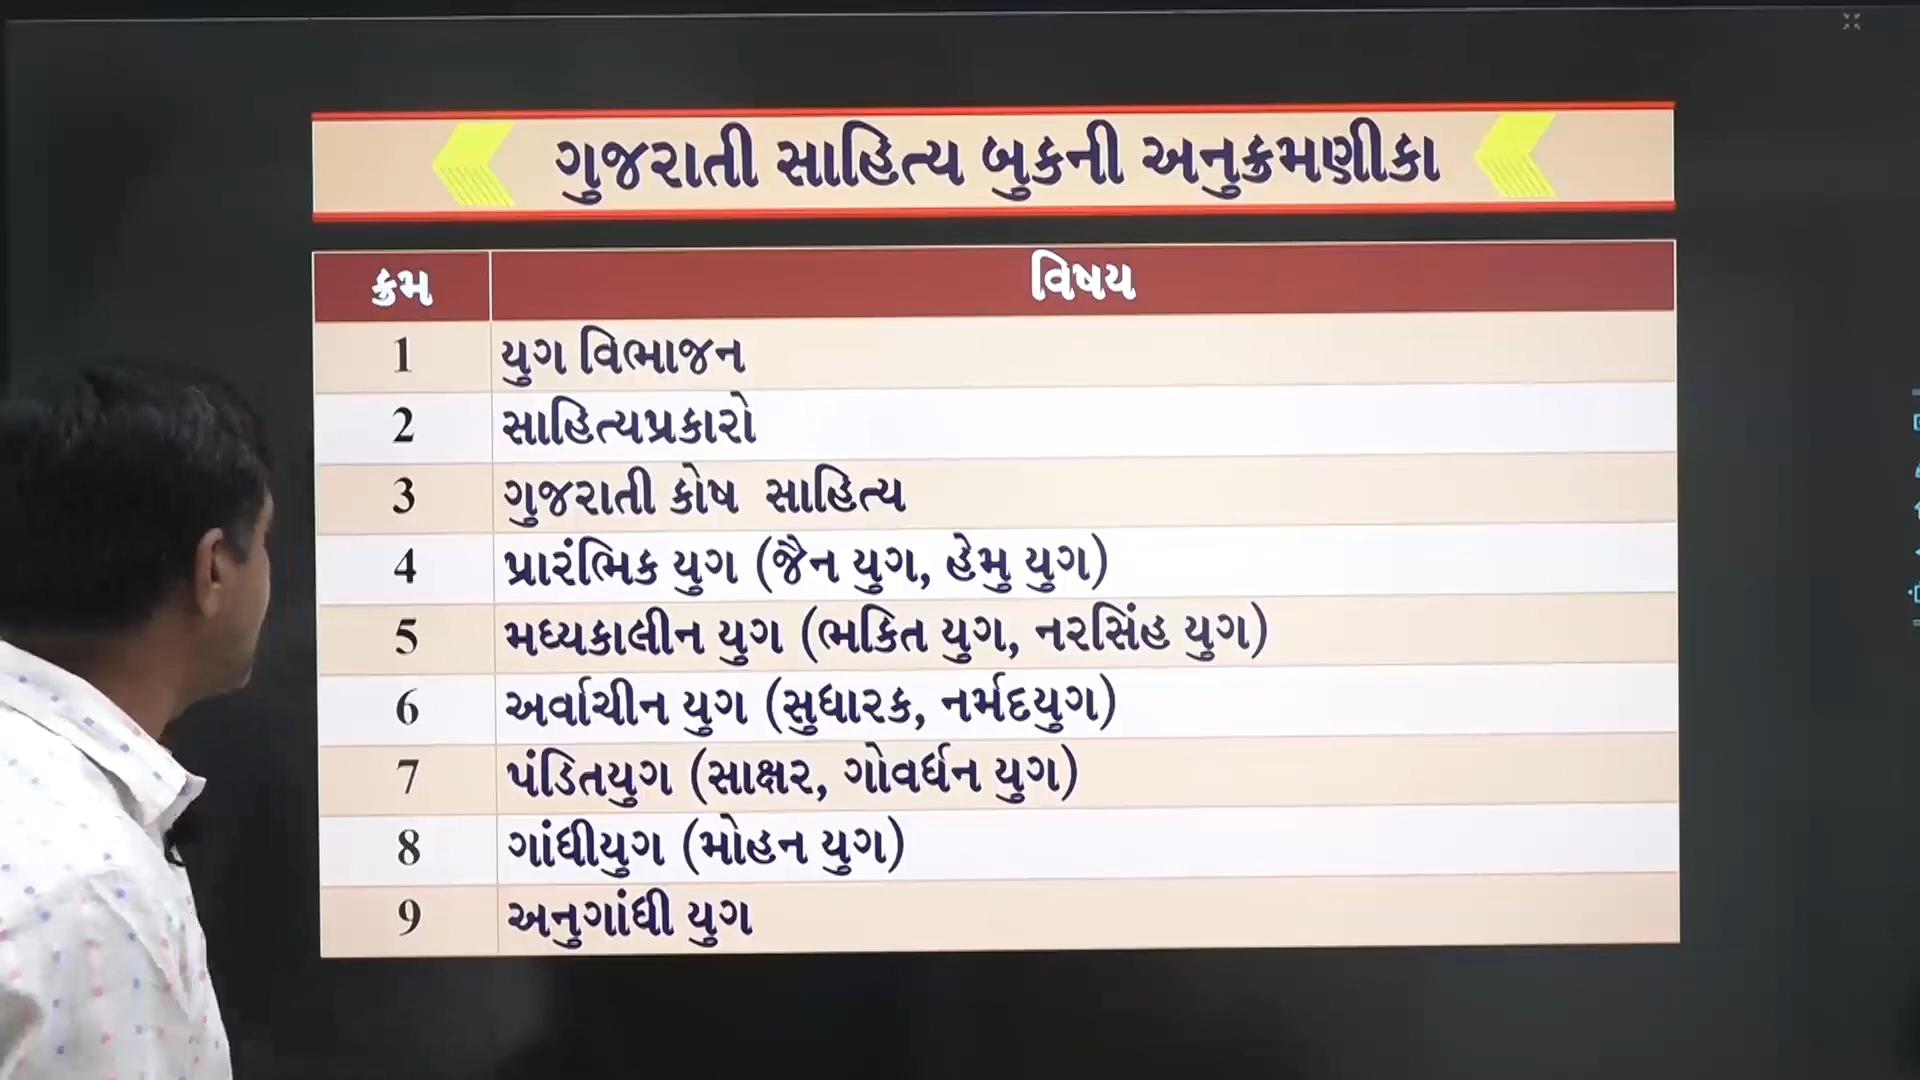 ગુજરાતી સાહિત્ય બુકની અનુક્રમણીકા
ક્રમ વિષય
1 યુગ વિભાજન
2 સાહિત્યપ્રકારો
3 ગુજરાતી કોષ સાહિત્ય
4 પ્રારંભિક યુગ (જૈન યુગ, હેમુ યુગ)
5 મધ્યકાલીન યુગ (ભકિત યુગ, નરસિંહ યુગ)
6 અર્વાચીન યુગ (સુધારક, નર્મદયુગ)
7 પંડિતયુગ (સાક્ષર, ગોવર્ધન યુગ)
8 ગાંધીયુગ (મોહન યુગ)
9 અનુગાંધી યુગ